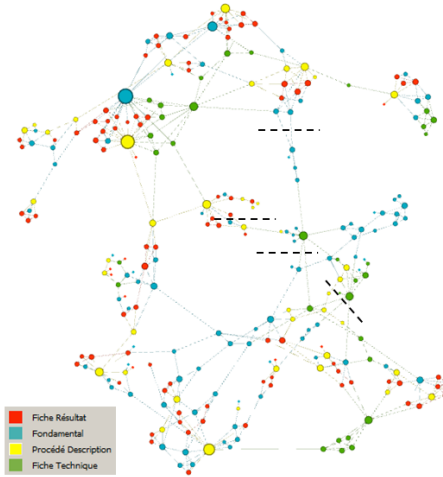 Fiche Résultat
Fondamental
Procédé Description
Fiche Technique